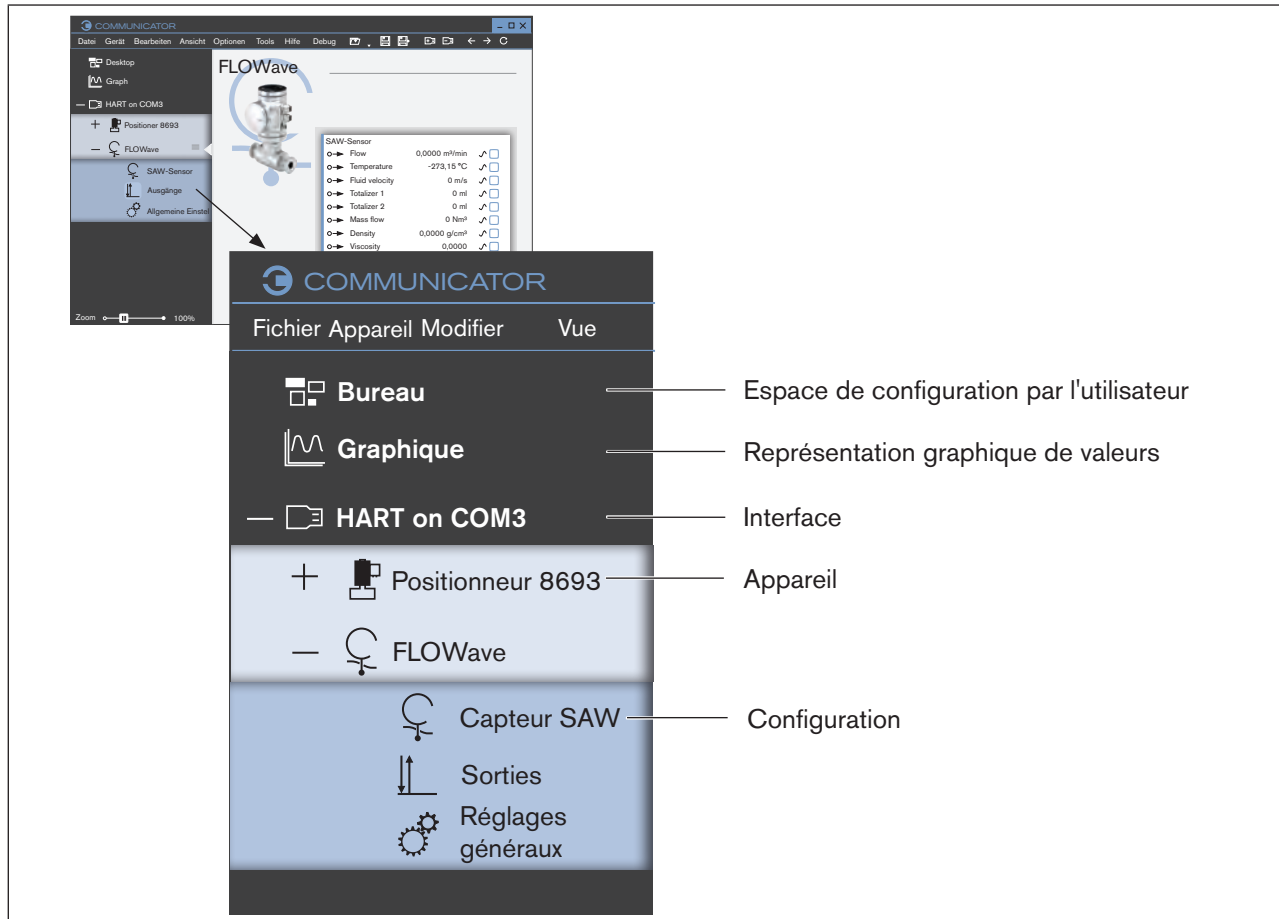 COMMUNICATOR
Datei Gerät Bearbeiten Ansicht Optionen Tools Hilfe Debug
Desktop
Graph
HART on COM3
Positioner 8693
FLOWave
SAW-Sensor
Ausgänge
Allgemeine Einstel
Zoom 100%
FLOWave
SAW-Sensor
Flow 0,0000 m³/min
Temperature -273,15 °C
Fluid velocity 0 m/s
Totalizer 1 0 ml
Totalizer 2 0 ml
Mass flow 0 Nm³
Density 0,0000 g/cm³
Viscosity 0,0000
COMMUNICATOR
Fichier Appareil Modifier Vue
Bureau
Espace de configuration par l'utilisateur
Graphique
Représentation graphique de valeurs
HART on COM3
Interface
Positionneur 8693
Appareil
FLOWave
Capteur SAW
Configuration
Sorties
Réglages
généraux